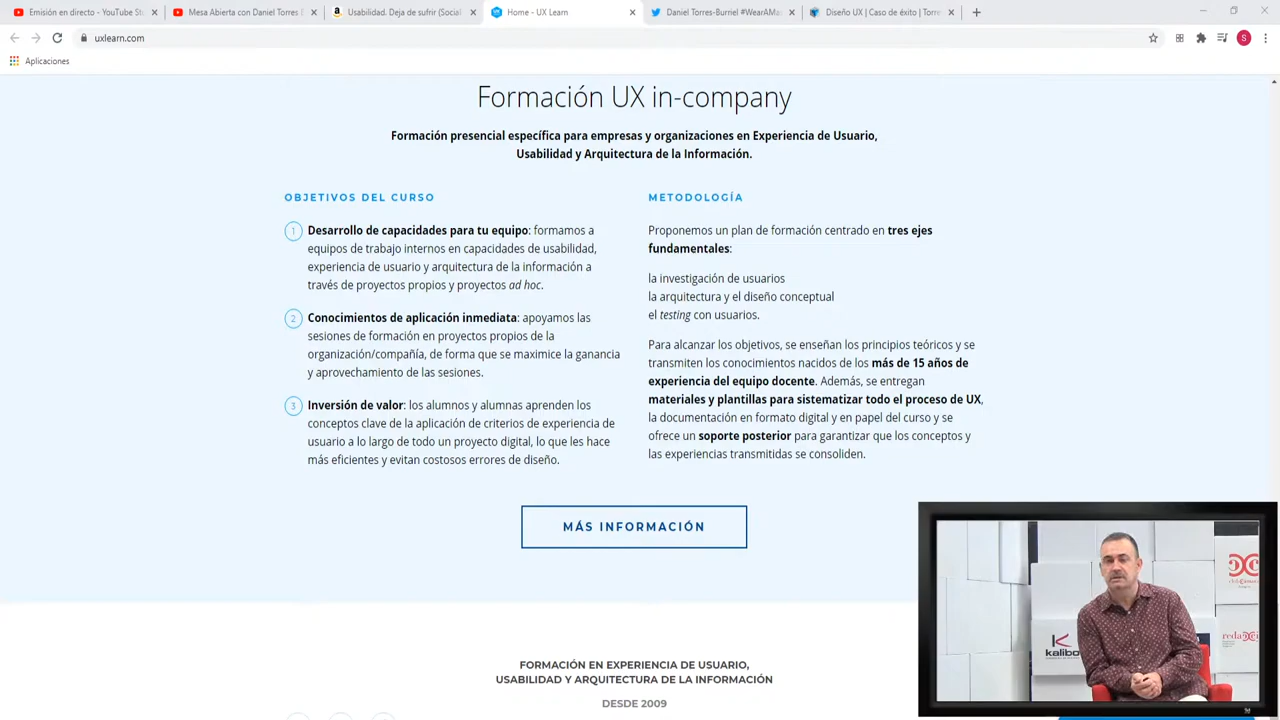 Emisión en directo - YouTube St
Mesa Abierta con Daniel Torres B
Usabilidad. Deja de sufrir (Social
Home - UX Learn
Daniel Torres-Burriel #WearAMa
Diseño UX | Caso de éxito | Torre
uxlearn.com
S
Aplicaciones
Formación UX in-company
Formación presencial específica para empresas y organizaciones en Experiencia de Usuario,
Usabilidad y Arquitectura de la Información.
OBJETIVOS DEL CURSO
1 Desarrollo de capacidades para tu equipo: formamos a
equipos de trabajo internos en capacidades de usabilidad,
experiencia de usuario y arquitectura de la información a
través de proyectos propios y proyectos ad hoc.
2 Conocimientos de aplicación inmediata: apoyamos las
sesiones de formación en proyectos propios de la
organización/compañía, de forma que se maximice la ganancia
y aprovechamiento de las sesiones.
3 Inversión de valor: los alumnos y alumnas aprenden los
conceptos clave de la aplicación de criterios de experiencia de
usuario a lo largo de todo un proyecto digital, lo que les hace
más eficientes y evitan costosos errores de diseño.
METODOLOGÍA
Proponemos un plan de formación centrado en tres ejes
fundamentales:
la investigación de usuarios
la arquitectura y el diseño conceptual
el testing con usuarios.
Para alcanzar los objetivos, se enseñan los principios teóricos y se
transmiten los conocimientos nacidos de los más de 15 años de
experiencia del equipo docente. Además, se entregan
materiales y plantillas para sistematizar todo el proceso de UX,
la documentación en formato digital y en papel del curso y se
ofrece un soporte posterior para garantizar que los conceptos y
las experiencias transmitidas se consoliden.
MÁS INFORMACIÓN
kalibo
FORMACIÓN EN EXPERIENCIA DE USUARIO,
USABILIDAD Y ARQUITECTURA DE LA INFORMACIÓN
DESDE 2009